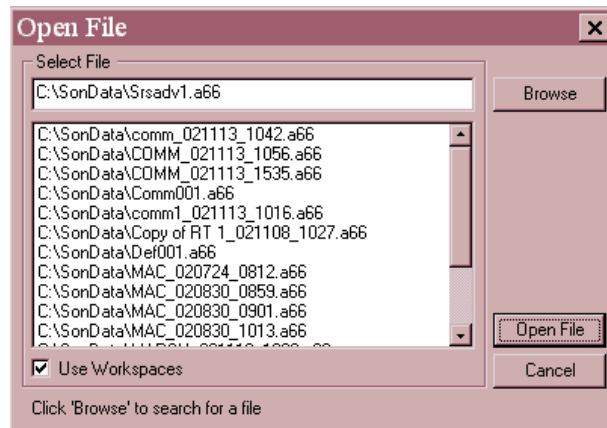 Open File
Select File
C:\SonData\Srsadv1.a66
Browse
C:\SonData\comm_021113_1042.a66
C:\SonData\COMM_021113_1056.a66
C:\SonData\COMM_021113_1535.a66
C:\SonData\Comm001.a66
C:\SonData\comm1_021113_1016.a66
C:\SonData\Copy of RT 1_021108_1027.a66
C:\SonData\Def001.a66
C:\SonData\MAC_020724_0812.a66
C:\SonData\MAC_020830_0859.a66
C:\SonData\MAC_020830_0901.a66
C:\SonData\MAC_020830_1013.a66
Open File
Use Workspaces
Cancel
Click 'Browse' to search for a file